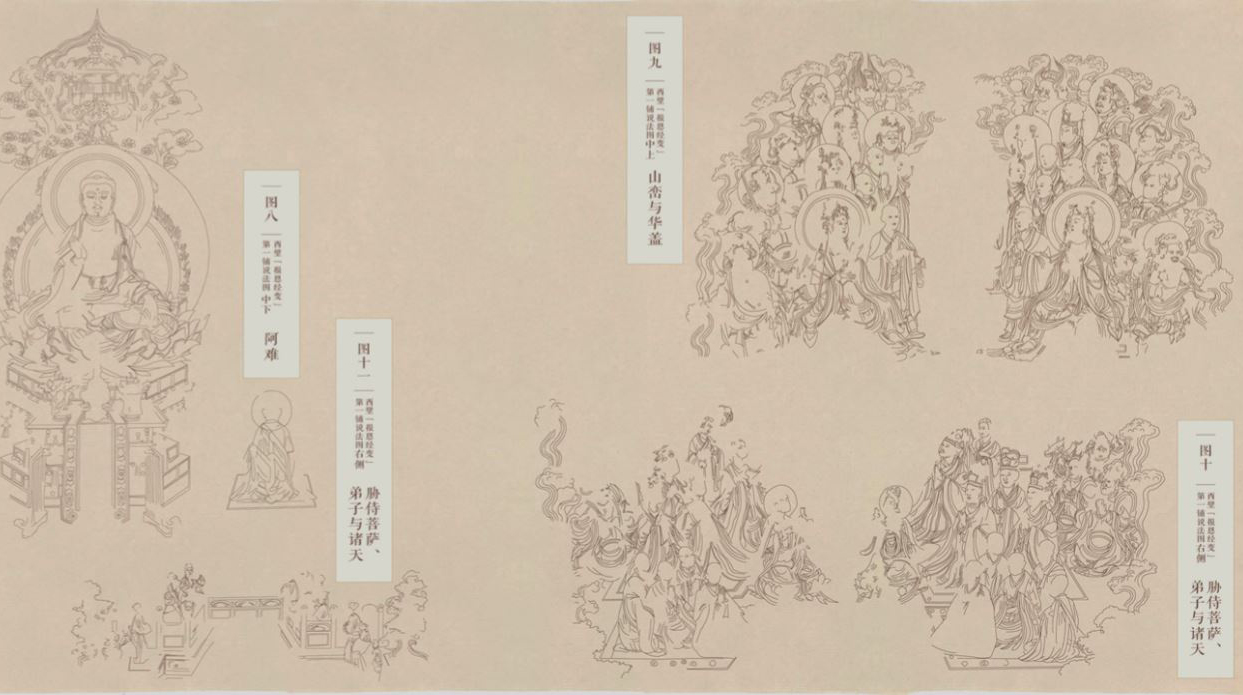 图八
西壁「报恩经变」
第一铺说法图中下
阿难
图十一
西壁「报恩经变」
第一铺说法图右侧
胁侍菩萨、
弟子与诸天
图九
西壁「报恩经变」
第一铺说法图中上
山峦与华盖
图十
西壁「报恩经变」
第一铺说法图右侧
胁侍菩萨、
弟子与诸天